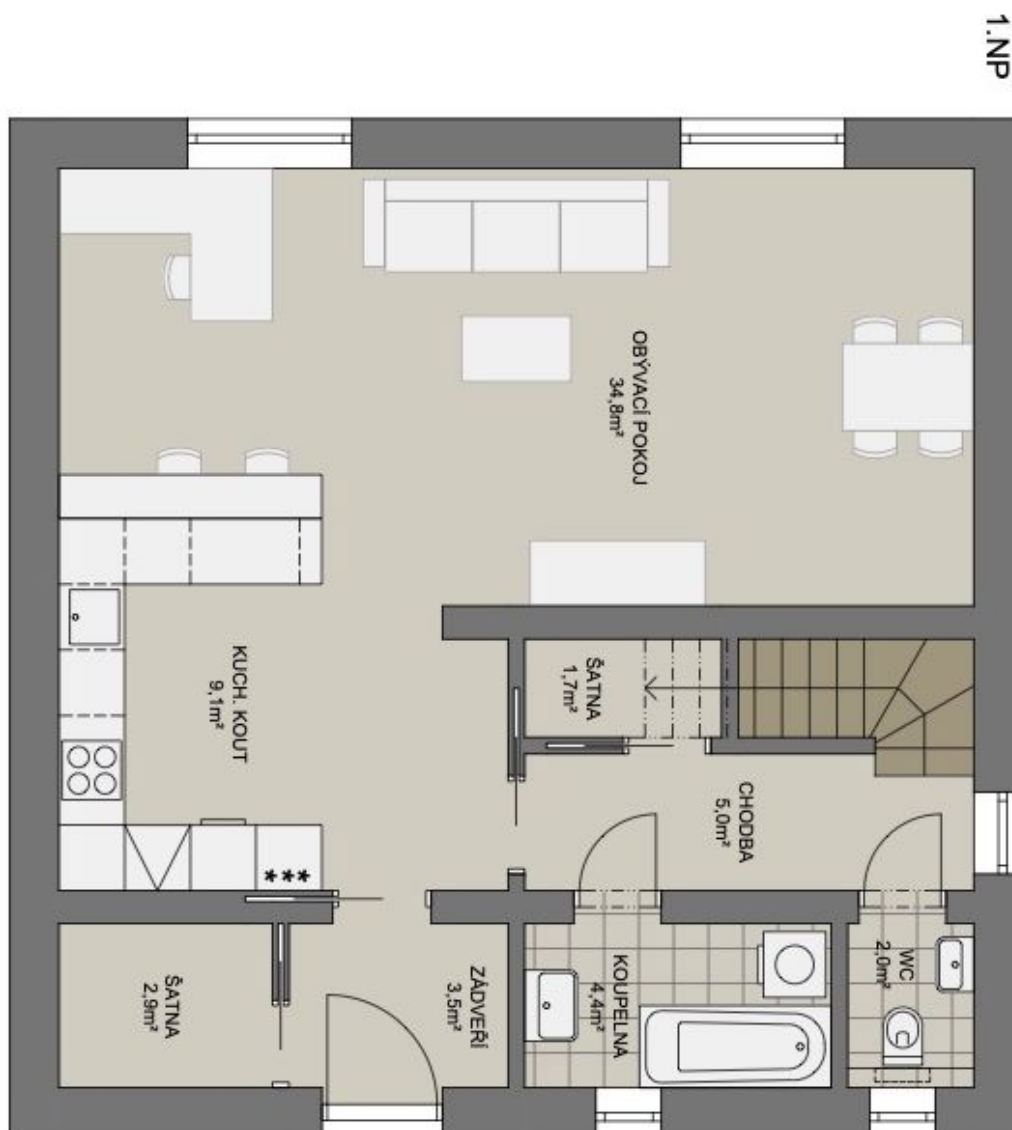 1.NP
OBÝVACÍ POKOJ
34,8m²
KUCH. KOUT
9,1m²
ŠATNA
1,7m²
CHODBA
5,0m²
ŠATNA
2,9m²
ZÁDVEŘÍ
3,5m²
KOUPELNA
4,4m²
WC
2,0m²
***